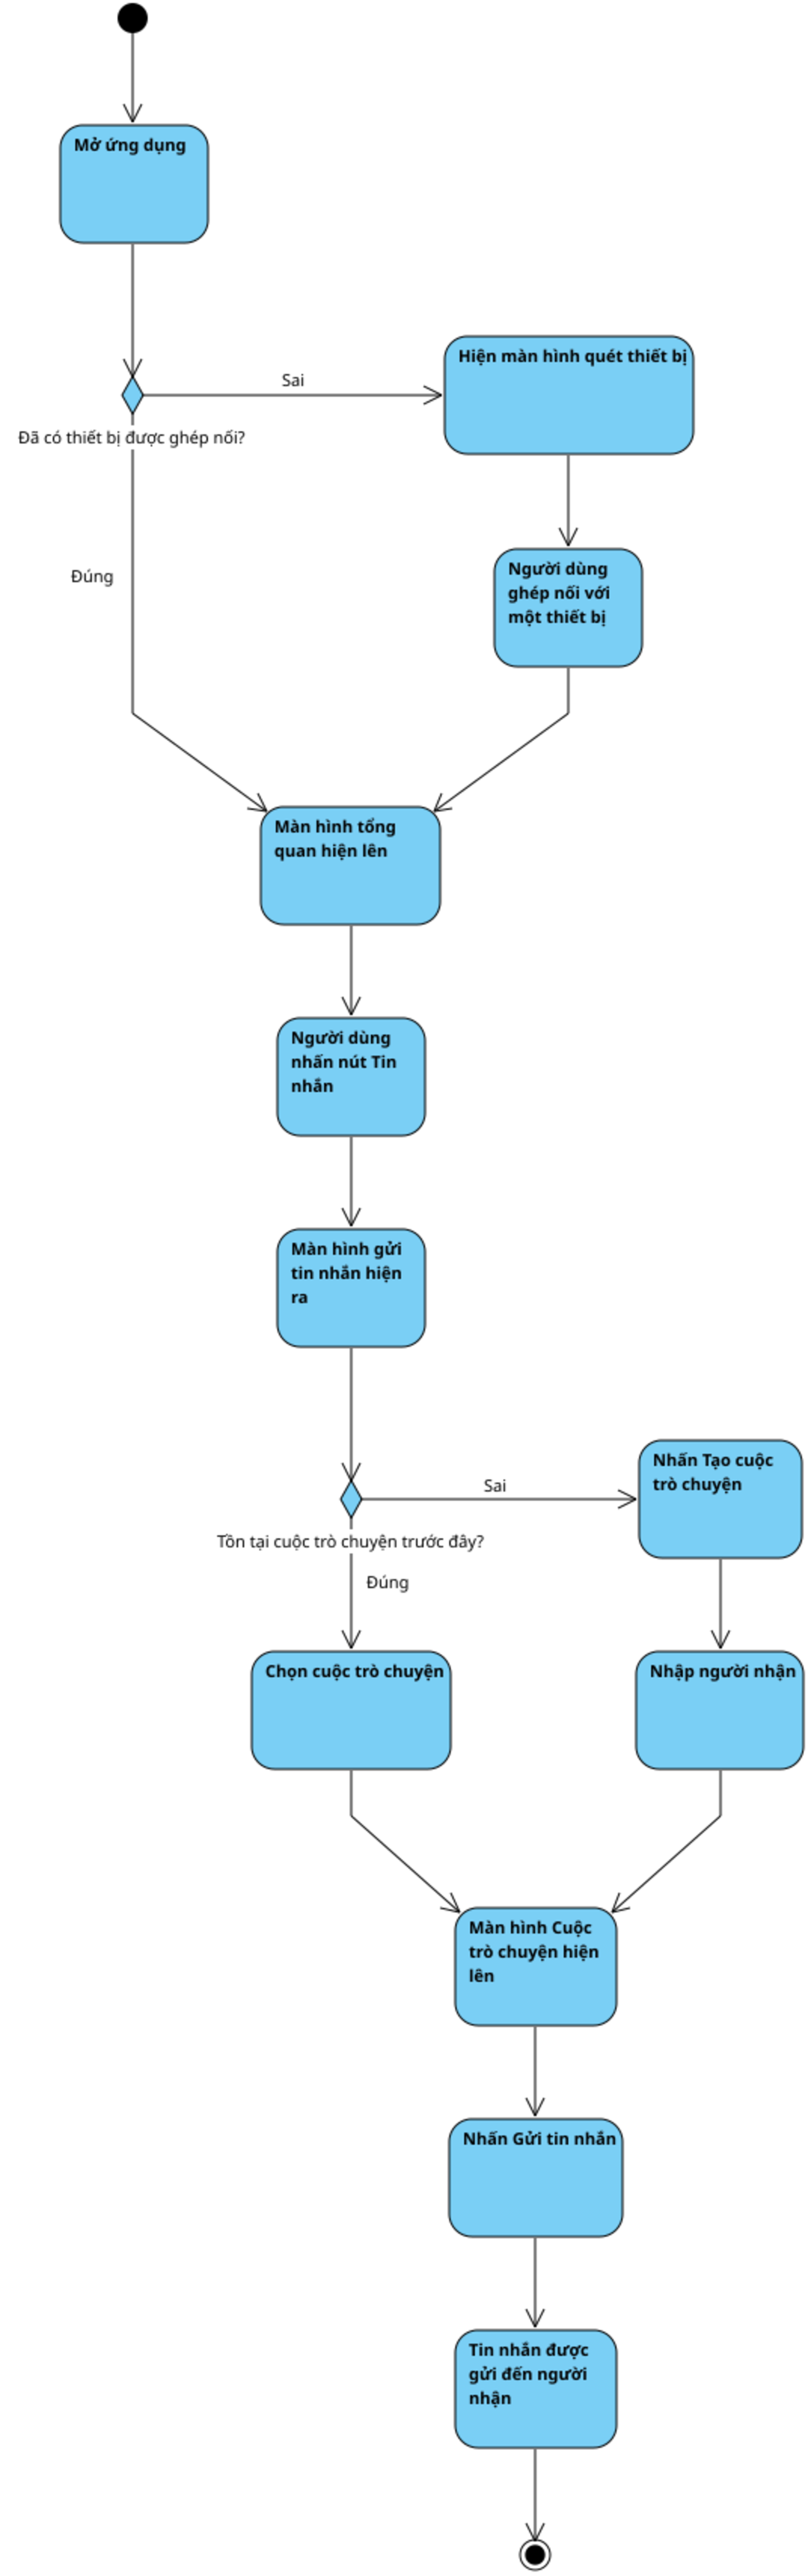 Mở ứng dụng
Hiện màn hình quét thiết bị
Sai
Đã có thiết bị được ghép nối?
Người dùng
ghép nối với
một thiết bị
Đúng
Màn hình tổng
quan hiện lên
Người dùng
nhấn nút Tin
nhắn
Màn hình gửi
tin nhắn hiện
ra
Nhấn Tạo cuộc
trò chuyện
Sai
Tồn tại cuộc trò chuyện trước đây?
Đúng
Chọn cuộc trò chuyện
Nhập người nhận
Màn hình Cuộc
trò chuyện hiện
lên
Nhấn Gửi tin nhắn
Tin nhắn được
gửi đến người
nhận